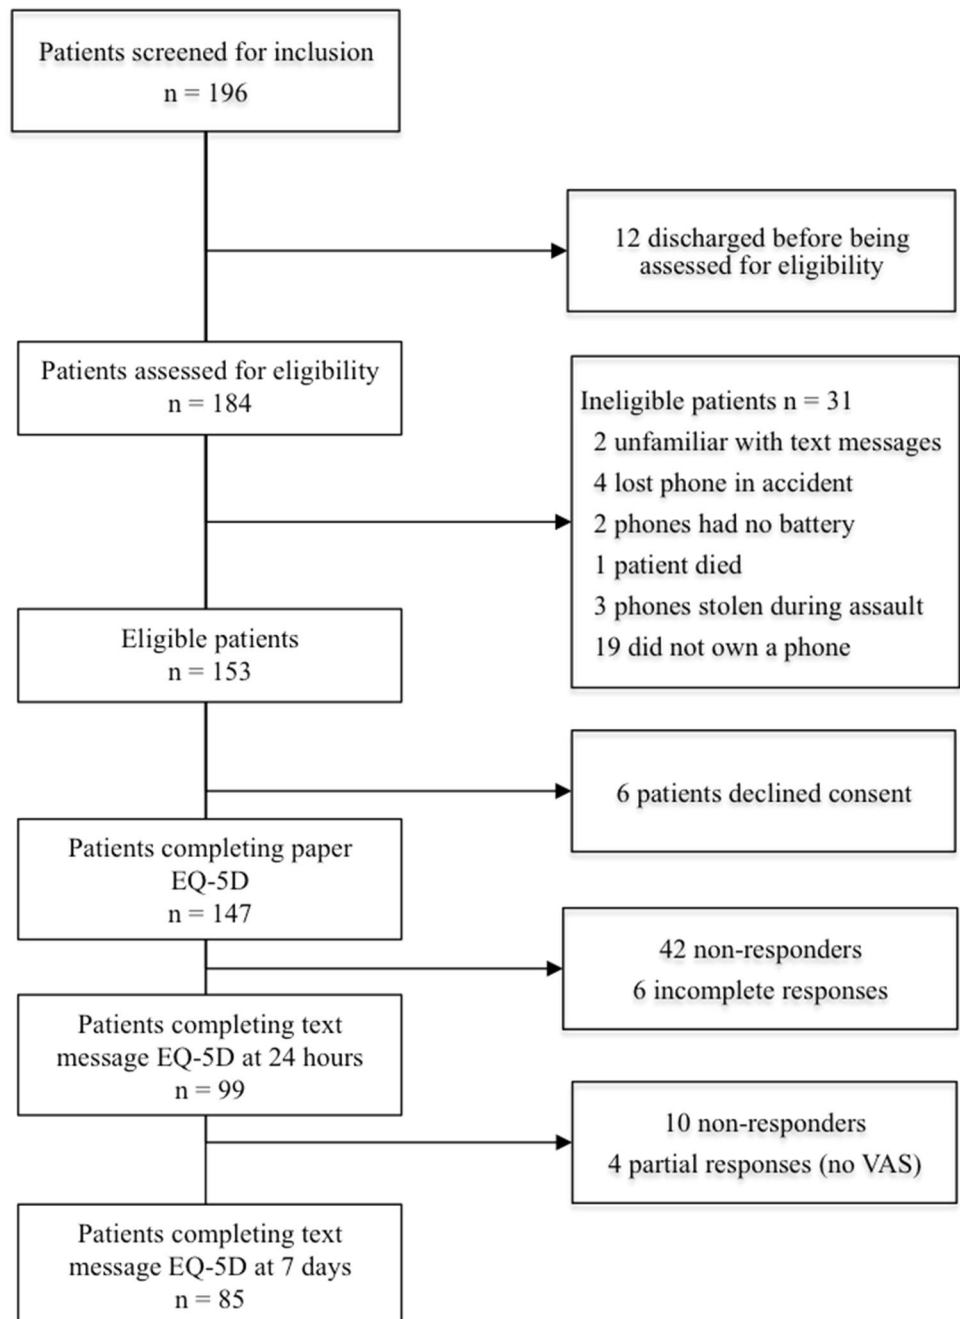 Patients screened for inclusion
n = 196
12 discharged before being
assessed for eligibility
Patients assessed for eligibility
n = 184
Ineligible patients n = 31
2 unfamiliar with text messages
4 lost phone in accident
2 phones had no battery
1 patient died
3 phones stolen during assault
19 did not own a phone
Eligible patients
n = 153
6 patients declined consent
Patients completing paper
EQ-5D
n = 147
42 non-responders
6 incomplete responses
Patients completing text
message EQ-5D at 24 hours
n = 99
10 non-responders
4 partial responses (no VAS)
Patients completing text
message EQ-5D at 7 days
n = 85